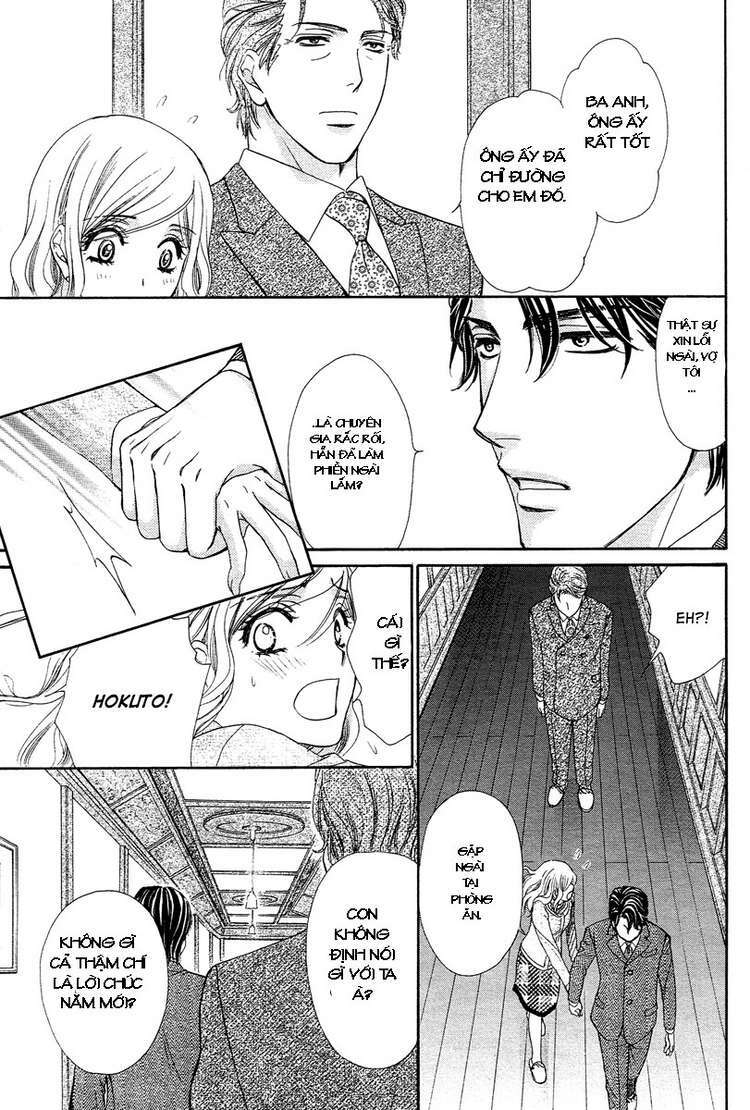 BA ANH,
ÔNG ẤY
RẤT TỐT.
ÔNG ẤY ĐÃ
CHỈ ĐƯỜNG
CHO EM ĐÓ.
THẬT SỰ
XIN LỖI
NGÀI, VỢ
TÔI
...
..LÀ CHUYÊN
GIA RẮC RỐI,
HẲN ĐÃ LÀM
PHIỀN NGÀI
LẮM?
EH?!
CÁI
GÌ
THẾ?
HOKUTO!
GẶP
NGÀI
TẠI
PHÒNG
ĂN.
CON
KHÔNG
ĐỊNH NÓI
GÌ VỚI TA
À?
KHÔNG GÌ
CẢ THẬM CHÍ
LÀ LỜI CHÚC
NĂM MỚI?